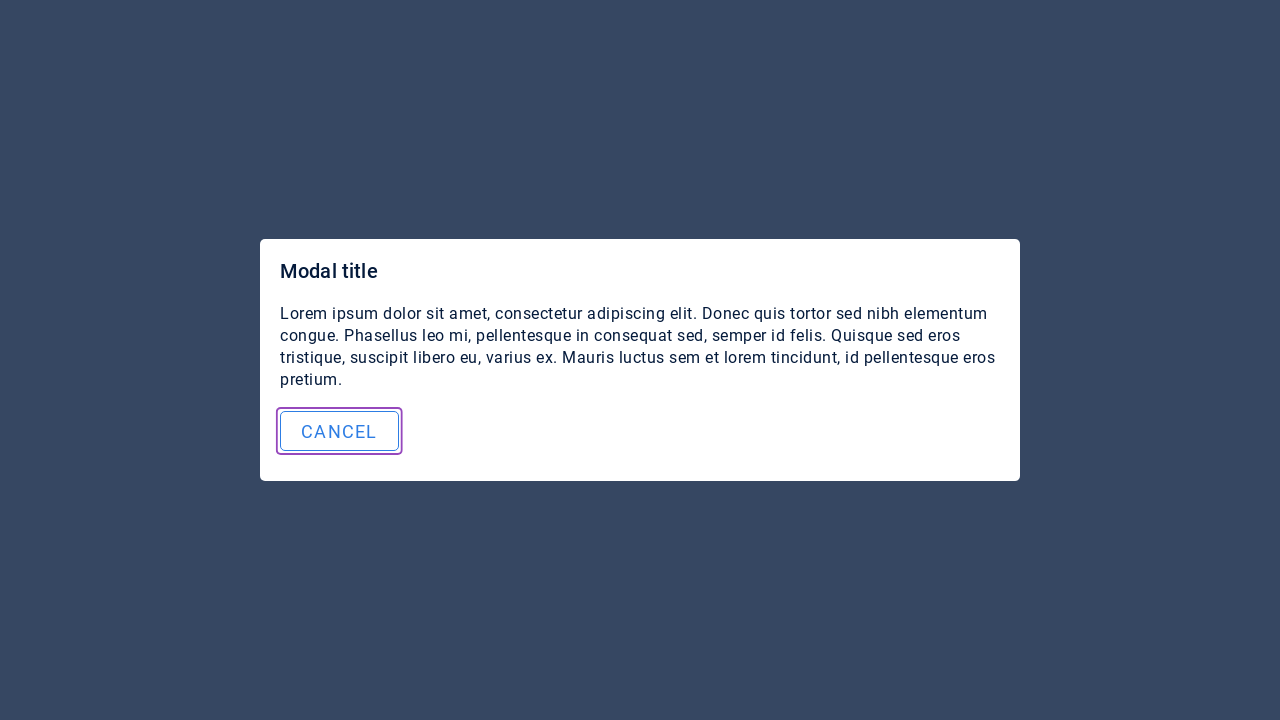 Modal title
Lorem ipsum dolor sit amet, consectetur adipiscing elit. Donec quis tortor sed nibh elementum
congue. Phasellus leo mi, pellentesque in consequat sed, semper id felis. Quisque sed eros
tristique, suscipit libero eu, varius ex. Mauris luctus sem et lorem tincidunt, id pellentesque eros
pretium.
CANCEL